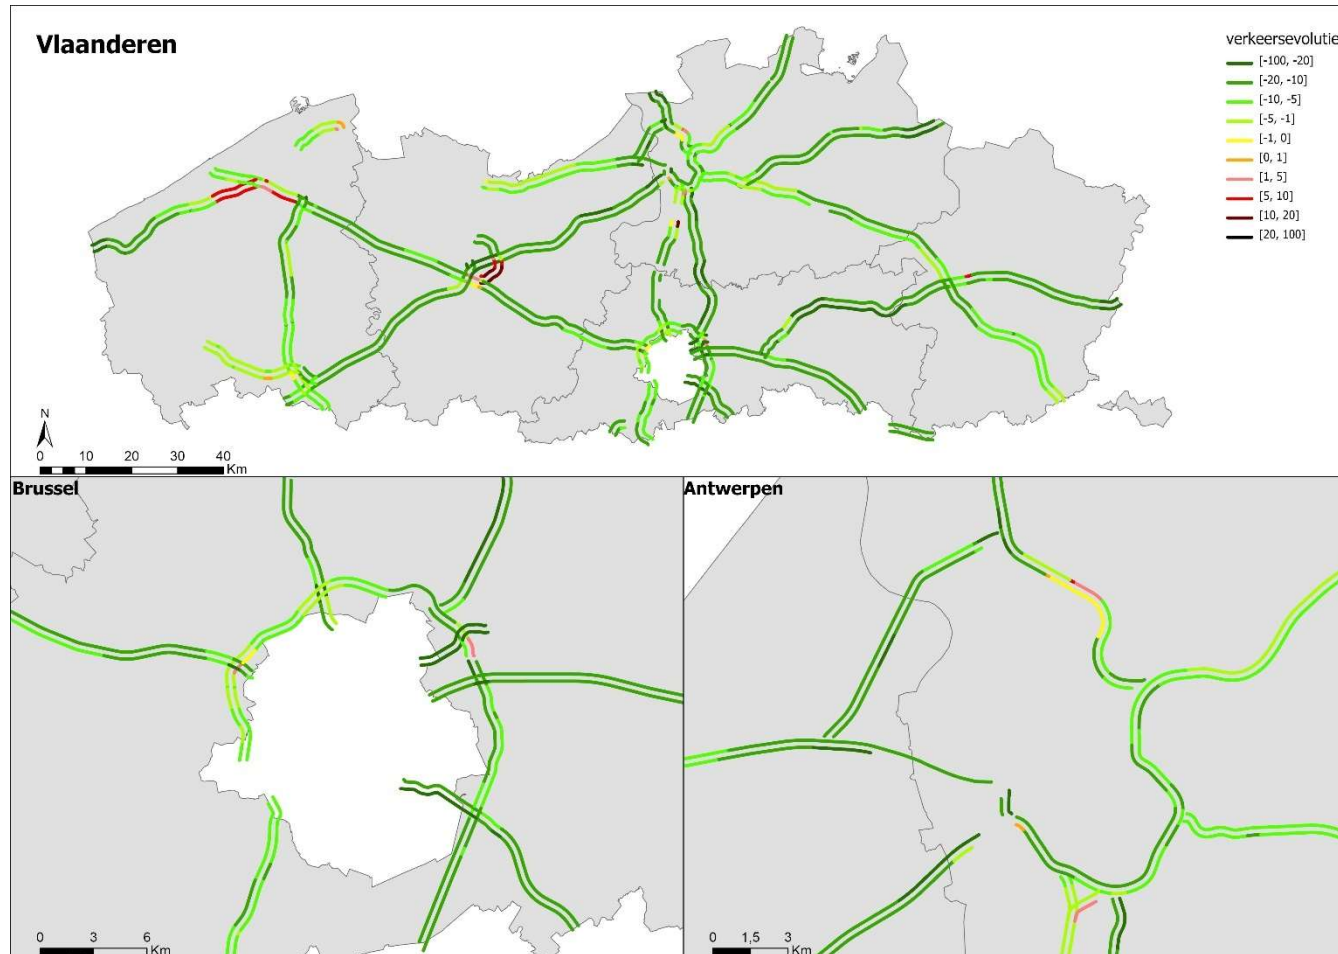 Vlaanderen
verkeersevolutie
[-100, -20]
[-20, -10]
[-10, -5]
[-5, -1]
[-1, 0]
[0, 1]
[1, 5]
[5, 10]
[10, 20]
[20, 100]
N
0 10 20 30 40
Km
Brussel
Antwerpen
0 3 6
Km
0 1,5 3
Km